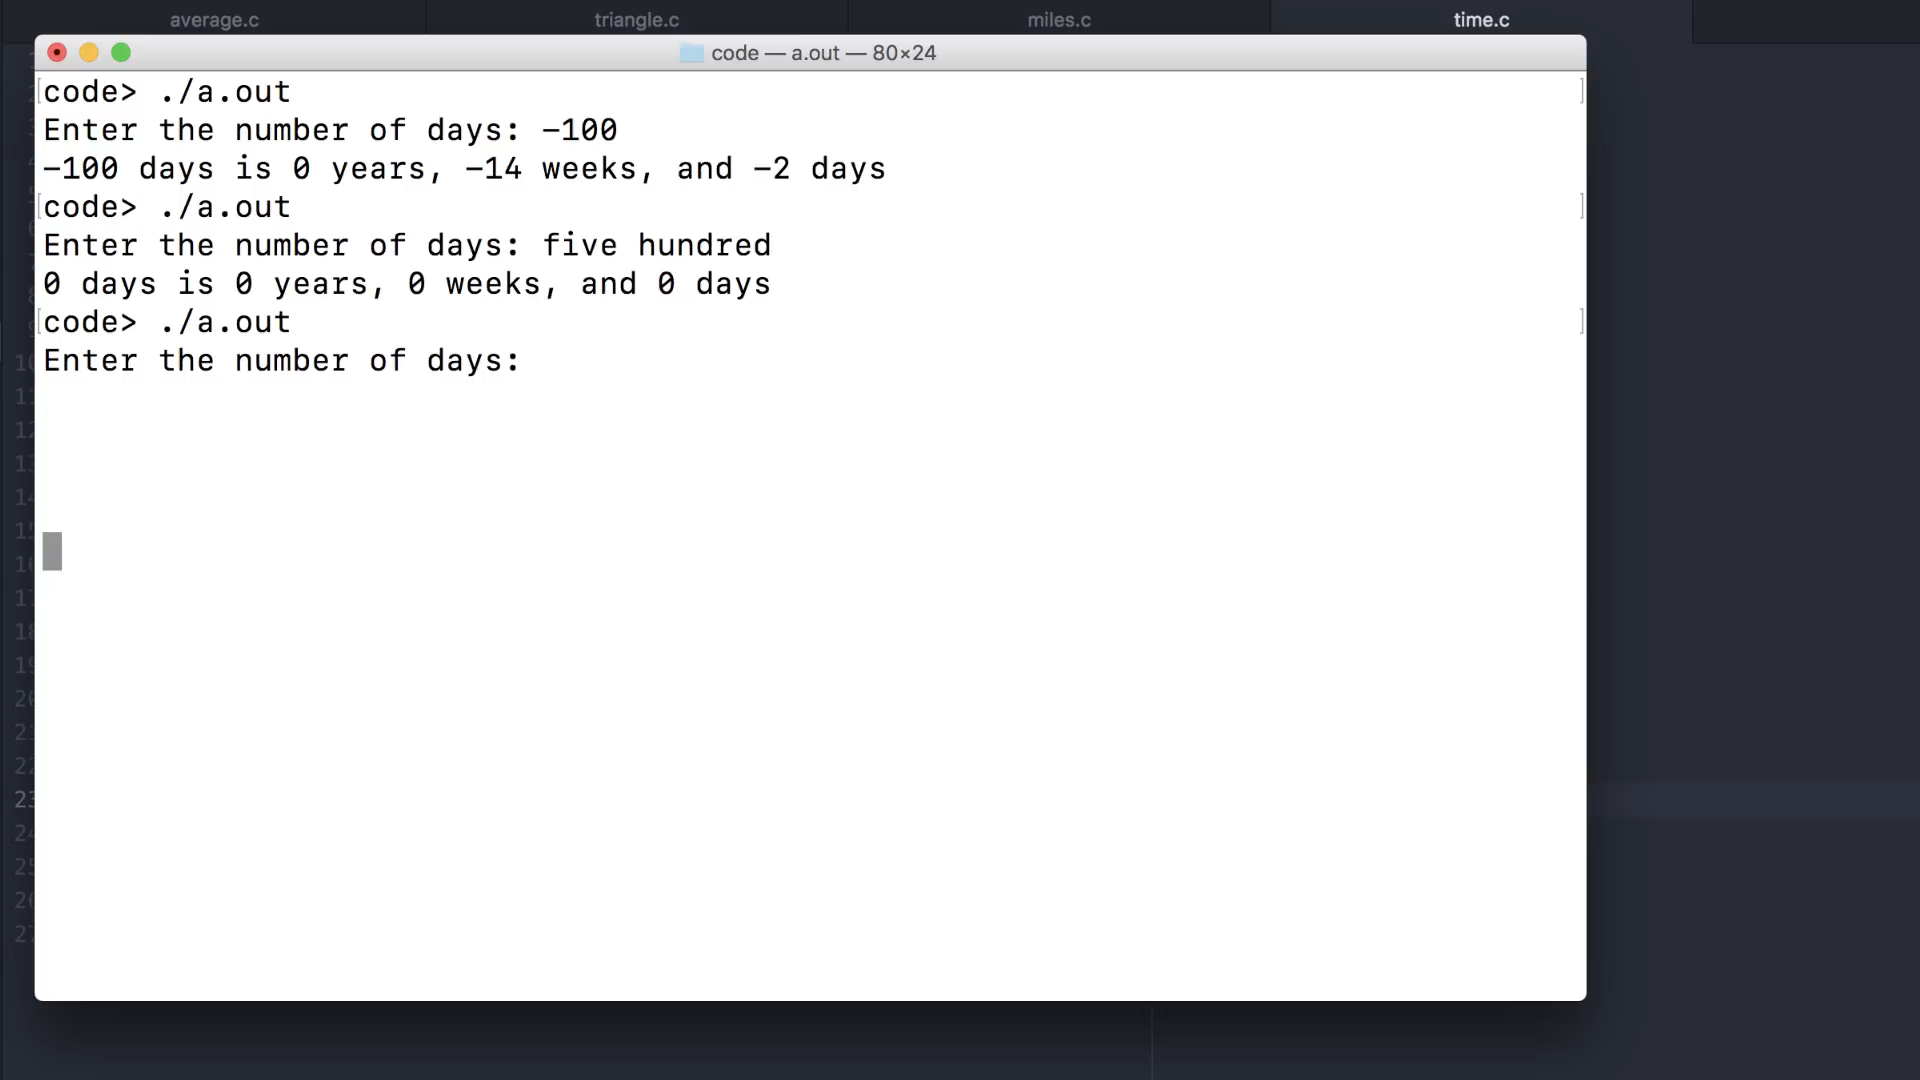 average.c
triangle.c
miles.c
time.c
code — a.out — 80×24
[code> ./a.out ]
Enter the number of days: -100
-100 days is 0 years, -14 weeks, and -2 days
[code> ./a.out ]
Enter the number of days: five hundred
0 days is 0 years, 0 weeks, and 0 days
[code> ./a.out ]
Enter the number of days: